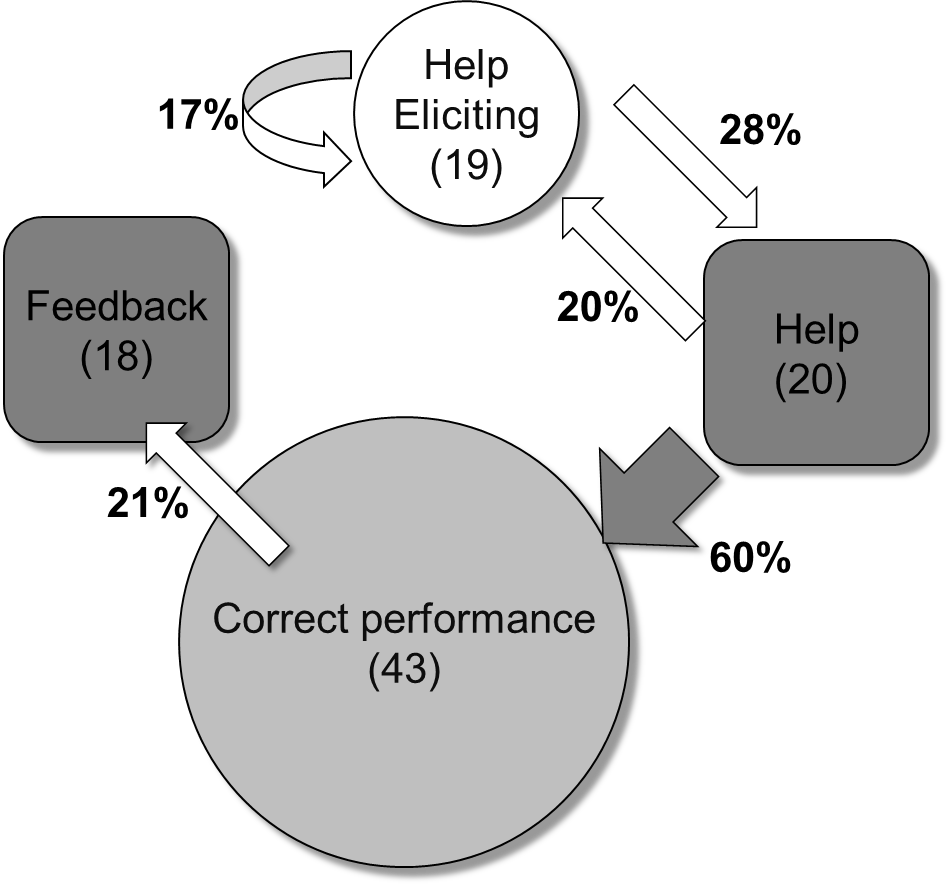 Help
Eliciting
(19)
17%
28%
20%
Feedback
(18)
Help
(20)
21%
60%
Correct performance
(43)